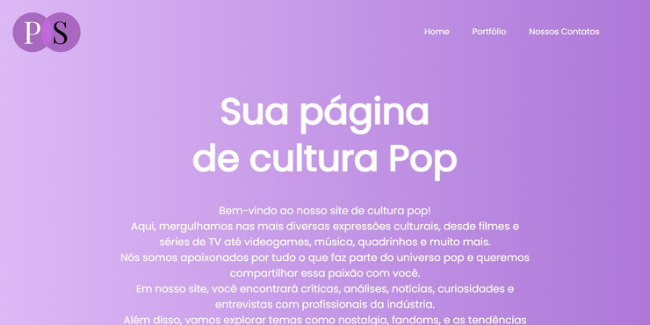 PS
Home Portfólio Nossos Contatos
Sua página
de cultura Pop
Bem-vindo ao nosso site de cultura pop!
Aqui, mergulhamos nas mais diversas expressões culturais, desde filmes e
séries de TV até videogames, música, quadrinhos e muito mais.
Nós somos apaixonados por tudo o que faz parte do universo pop e queremos
compartilhar essa paixão com você.
Em nosso site, você encontrará críticas, análises, notícias, curiosidades e
entrevistas com profissionais da indústria.
Além disso, vamos explorar temas como nostalgia, fandoms, e as tendências